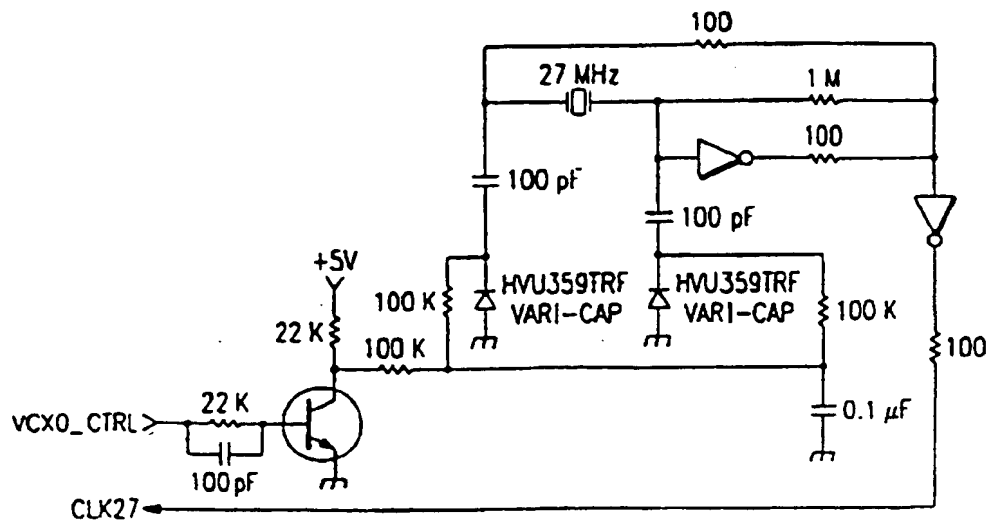 100
27 MHz
1 M
100
100 pF
100 pF
+5V
HVU359TRF
VARI-CAP
HVU359TRF
VARI-CAP
100 K
100 K
22 K
100 K
100
22 K
VCXO_CTRL
0.1 µF
100 pF
CLK27